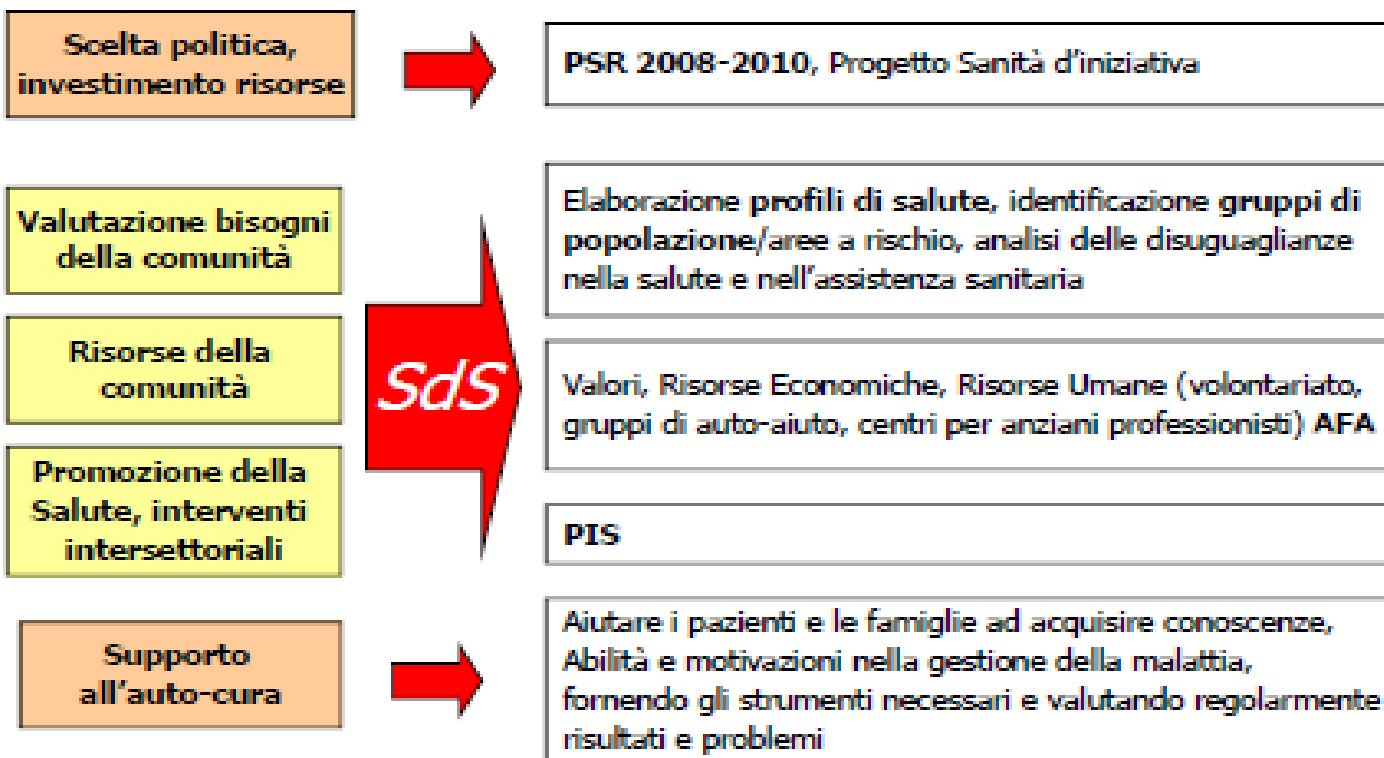 Scelta politica,
investimento risorse
PSR 2008-2010, Progetto Sanità d'iniziativa
Valutazione bisogni
della comunità
Elaborazione profili di salute, identificazione gruppi di
popolazione/aree a rischio, analisi delle disuguaglianze
nella salute e nell'assistenza sanitaria
Risorse della
comunità
SdS
Valori, Risorse Economiche, Risorse Umane (volontariato,
gruppi di auto-aiuto, centri per anziani professionisti) AFA
Promozione della
Salute, interventi
intersettoriali
PIS
Supporto
all'auto-cura
Aiutare i pazienti e le famiglie ad acquisire conoscenze,
Abilità e motivazioni nella gestione della malattia,
fornendo gli strumenti necessari e valutando regolarmente
risultati e problemi